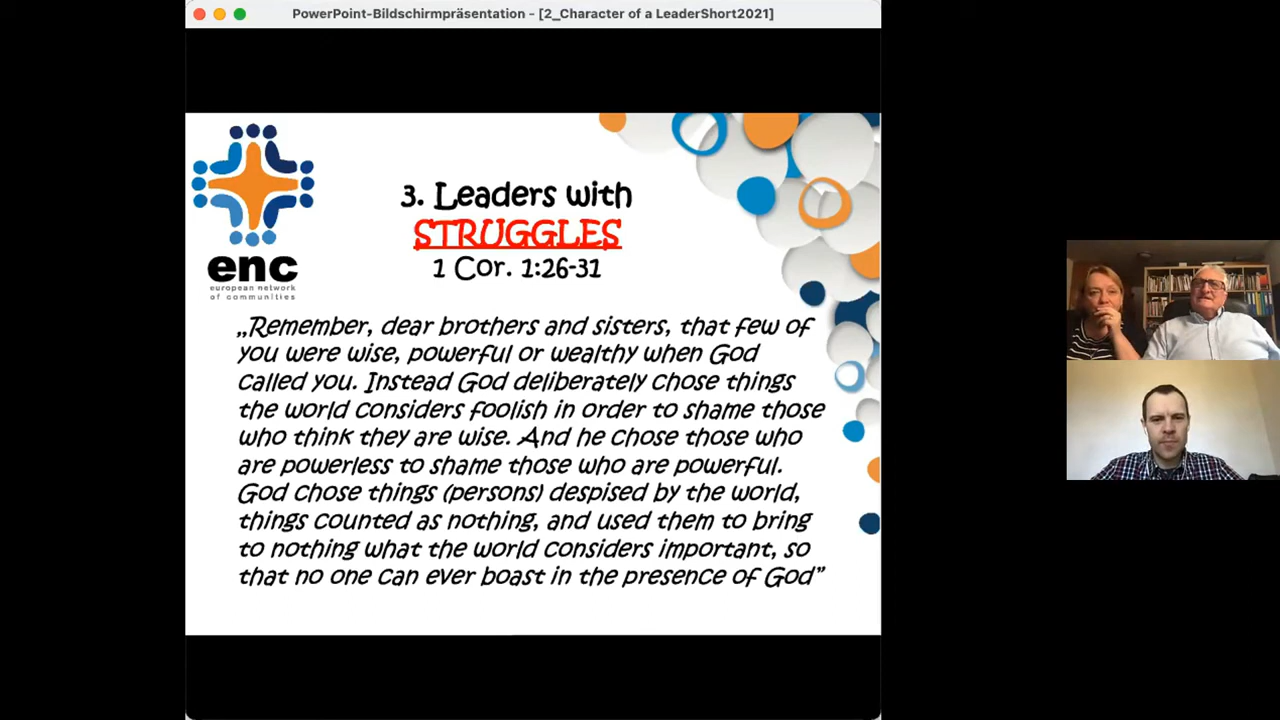 PowerPoint-Bildschirmpräsentation - [2_Character of a LeaderShort2021]
enc
european network
of communities
3. Leaders with
STRUGGLES
1 Cor. 1:26-31
„Remember, dear brothers and sisters, that few of
you were wise, powerful or wealthy when God
called you. Instead God deliberately chose things
the world considers foolish in order to shame those
who think they are wise. And he chose those who
are powerless to shame those who are powerful.
God chose things (persons) despised by the world,
things counted as nothing, and used them to bring
to nothing what the world considers important, so
that no one can ever boast in the presence of God”